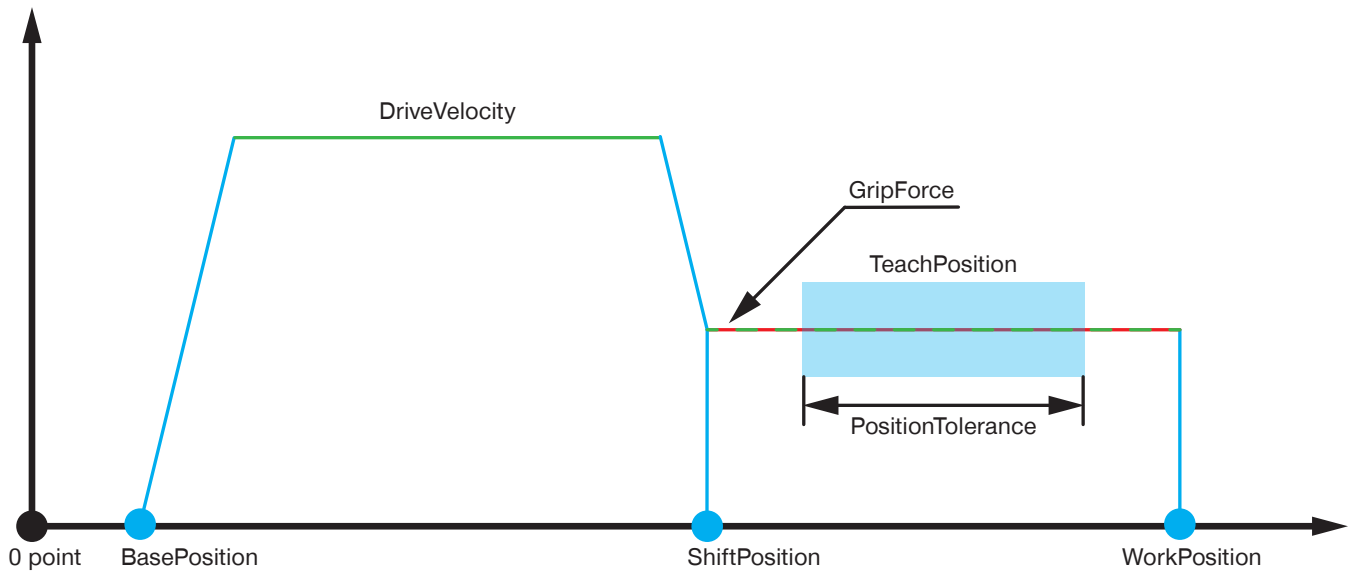 DriveVelocity
GripForce
TeachPosition
PositionTolerance
0 point
BasePosition
ShiftPosition
WorkPosition